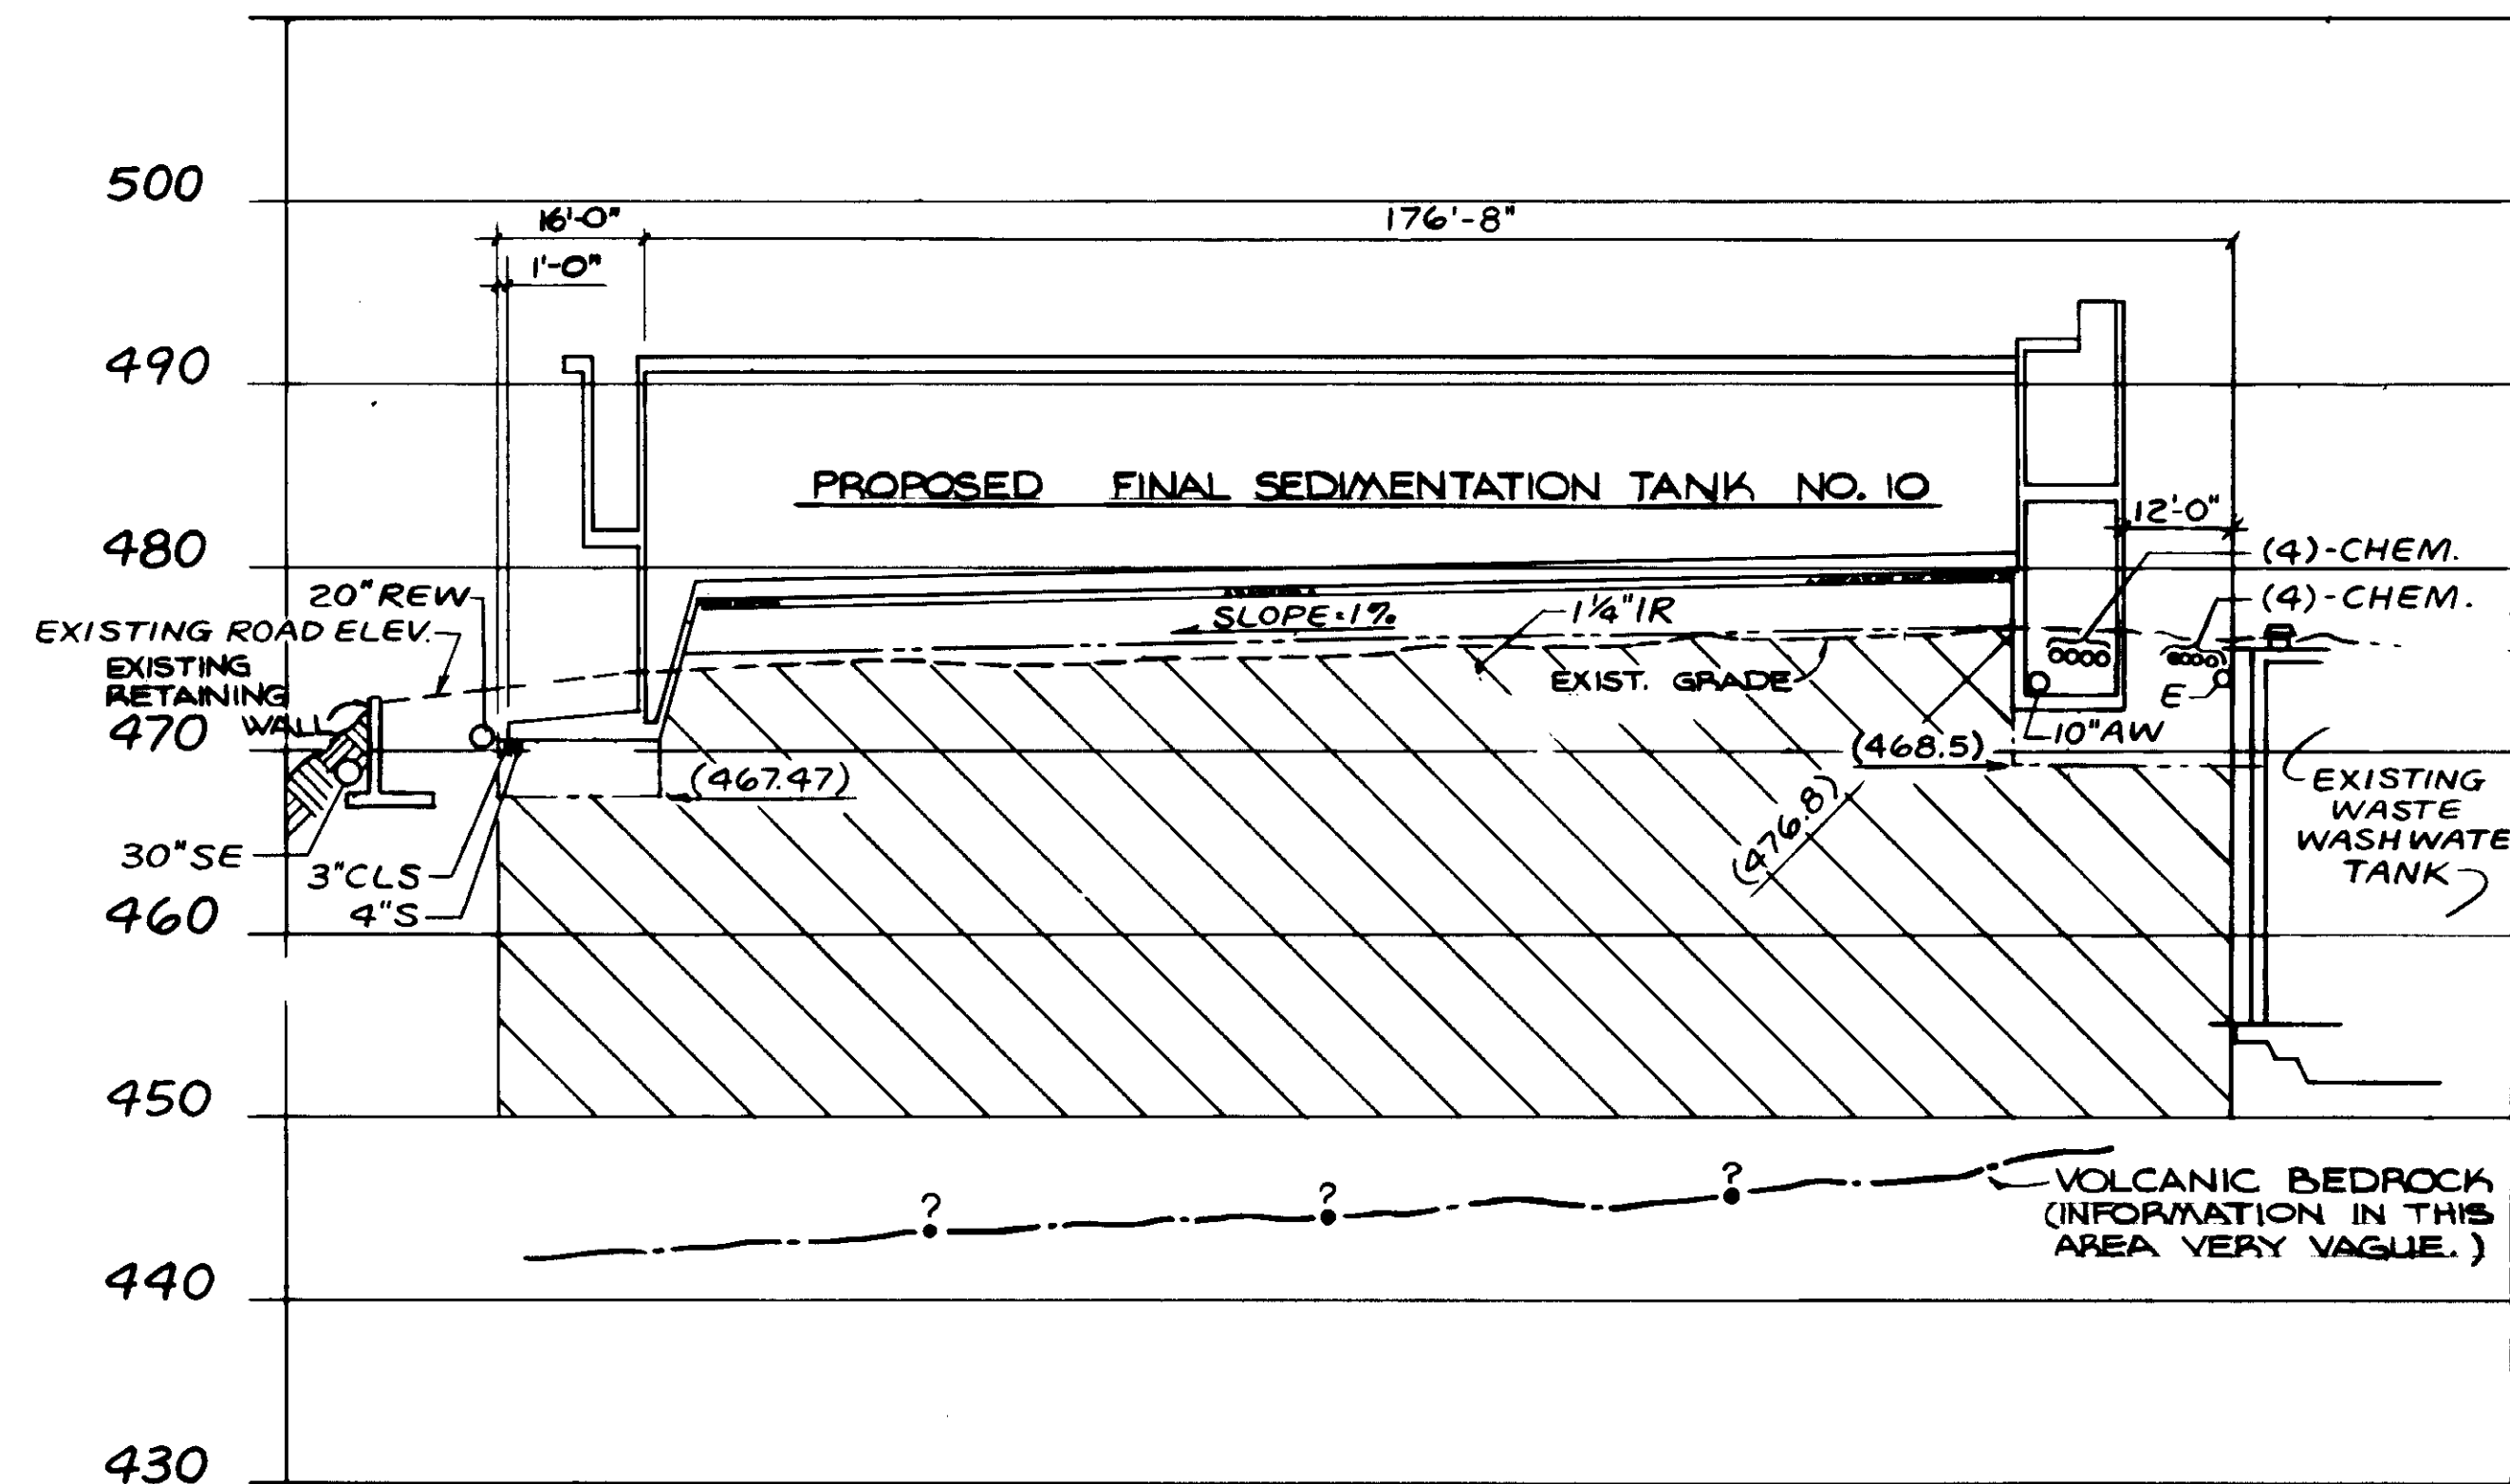 500
16'-0"
176'-8"
1'-0"
490
PROPOSED FINAL SEDIMENTATION TANK NO. 10
12'-0"
480
(4)-CHEM.
20"REW
(4)-CHEM.
SLOPE=1%
1¼"IR
EXISTING ROAD ELEV.
EXISTING
RETAINING
WALL
EXIST. GRADE
E
470
10"AW
(468.5)
(467.47)
(476.8)
EXISTING
WASTE
WASHWATE
TANK
30"SE
3"CLS
4"S
460
450
?
?
?
VOLCANIC BEDROCK
(INFORMATION IN THIS
AREA VERY VAGUE.)
440
430